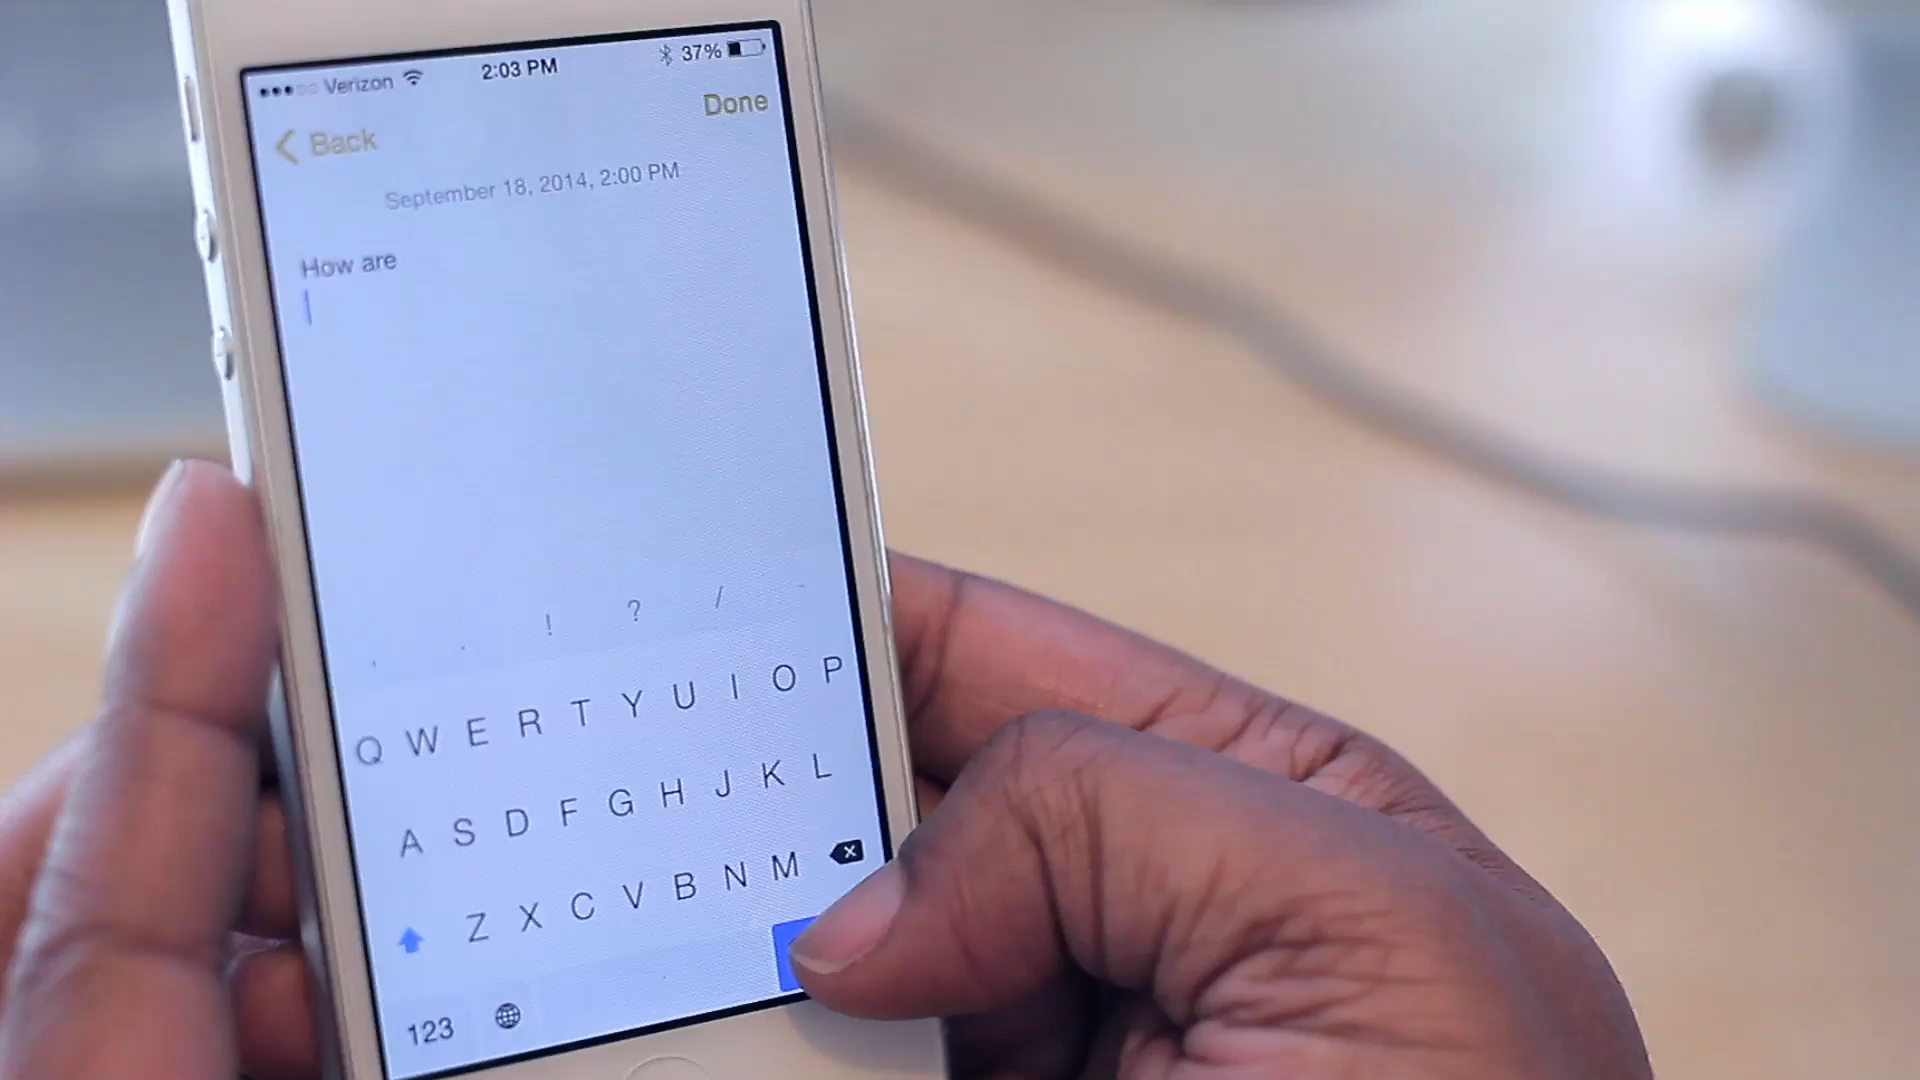 Verizon 2:03 PM 37%
Done
Back
September 18, 2014, 2:00 PM
How are
! ? /
Q W E R T Y U I O P
A S D F G H J K L
Z X C V B N M
123